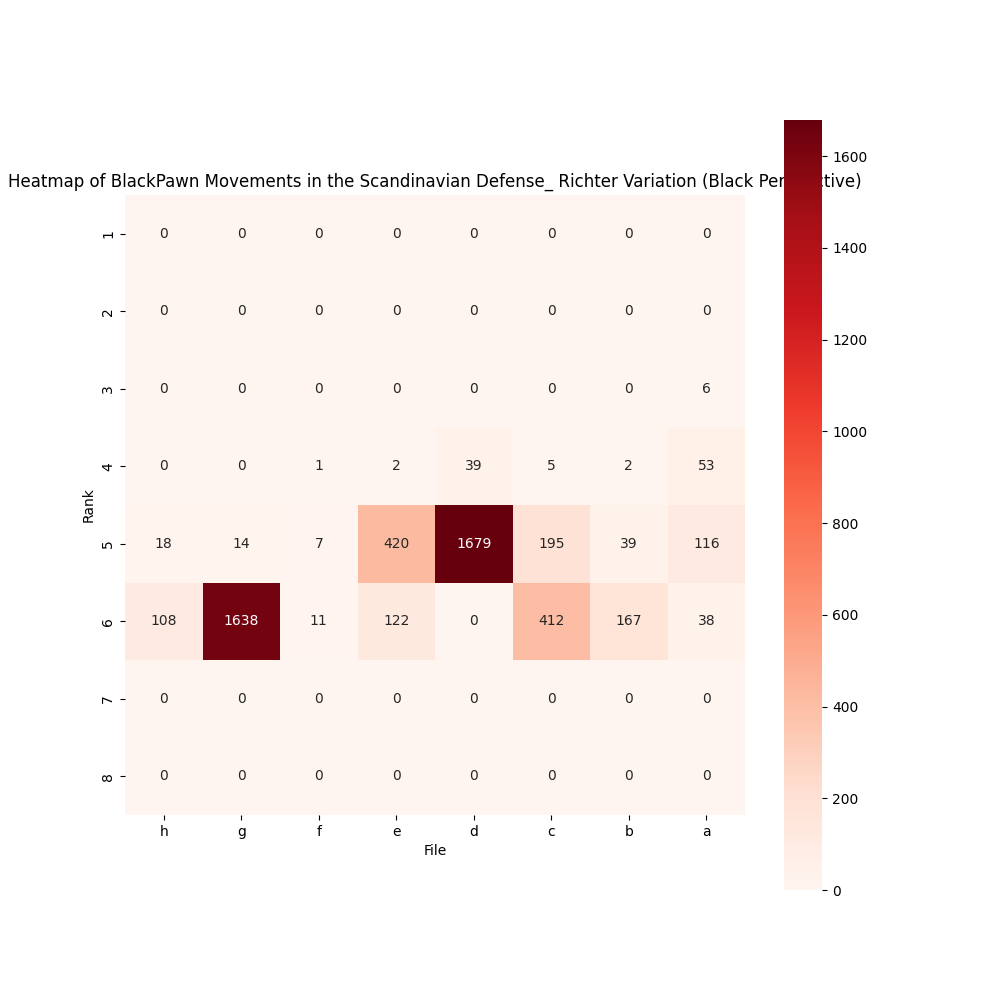 Heatmap of BlackPawn Movements in the Scandinavian Defense_ Richter Variation (Black Perspective)
1 0 0 0 0 0 0 0 0
2 0 0 0 0 0 0 0 0
3 0 0 0 0 0 0 0 6
4 0 0 1 2 39 5 2 53
5 18 14 7 420 1679 195 39 116
6 108 1638 11 122 0 412 167 38
7 0 0 0 0 0 0 0 0
8 0 0 0 0 0 0 0 0
h g f e d c b a
File
Rank
1600
1400
1200
1000
800
600
400
200
0